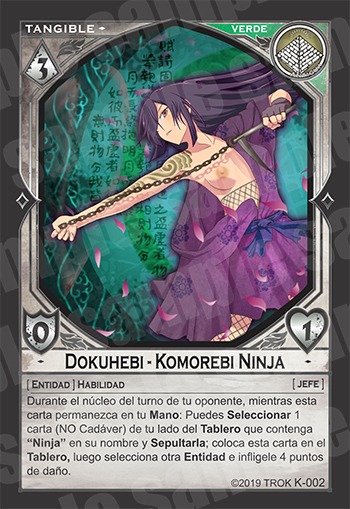 TANGIBLE
VERDE
3
0
1
DOKUHEBI - KOMOREBI NINJA
[ ENTIDAD ] HABILIDAD
[ JEFE ]
Durante el núcleo del turno de tu oponente, mientras esta
carta permanezca en tu Mano: Puedes Seleccionar 1
carta (NO Cadáver) de tu lado del Tablero que contenga
“Ninja” en su nombre y Sepultarla; coloca esta carta en el
Tablero, luego selecciona otra Entidad e infligele 4 puntos
de daño.
©2019 TROK K-002